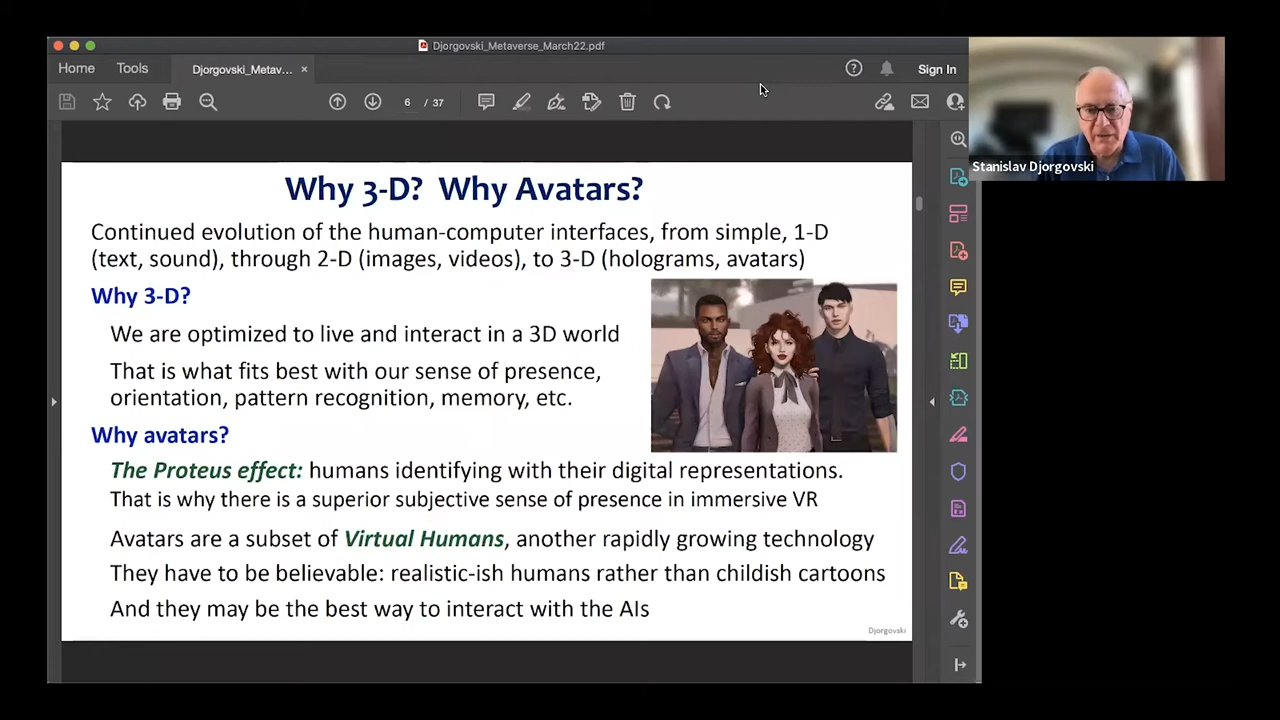 Djorgovski_Metaverse_March22.pdf
Home Tools Djorgovski_Metav... × Sign In
6 / 37
Stanislav Djorgovski
Why 3-D? Why Avatars?
Continued evolution of the human-computer interfaces, from simple, 1-D
(text, sound), through 2-D (images, videos), to 3-D (holograms, avatars)
Why 3-D?
We are optimized to live and interact in a 3D world
That is what fits best with our sense of presence,
orientation, pattern recognition, memory, etc.
Why avatars?
The Proteus effect: humans identifying with their digital representations.
That is why there is a superior subjective sense of presence in immersive VR
Avatars are a subset of Virtual Humans, another rapidly growing technology
They have to be believable: realistic-ish humans rather than childish cartoons
And they may be the best way to interact with the AIs
Djorgovski